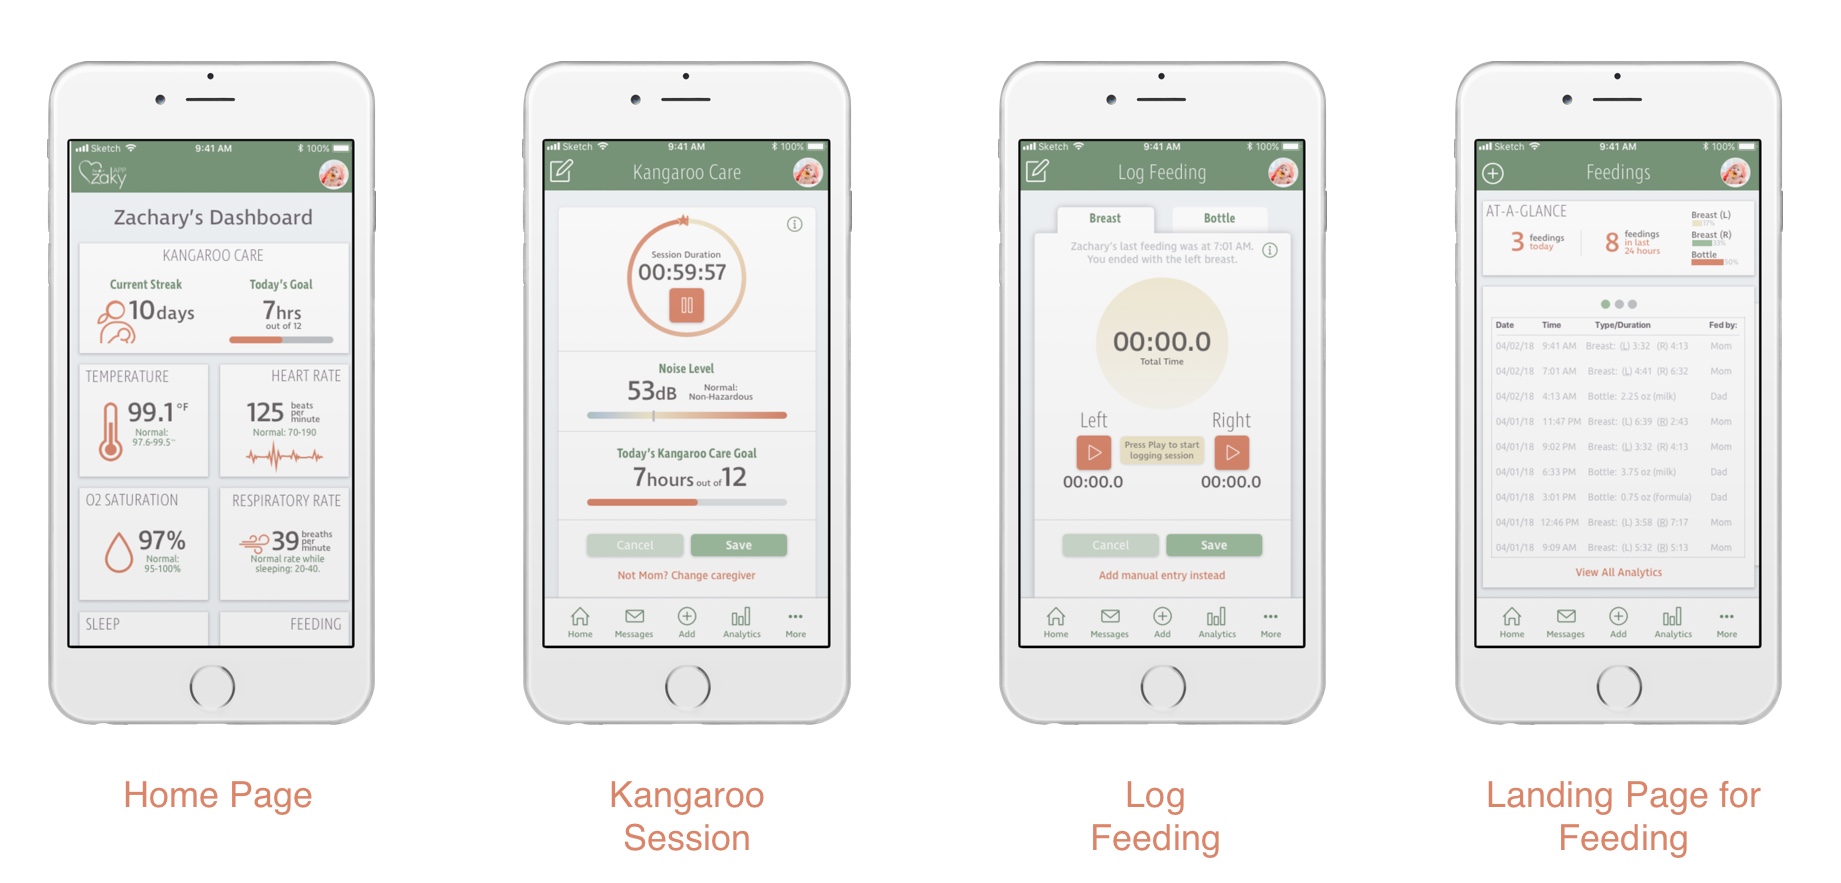 Sketch 9:41 AM 100%
zaky APP
Zachary's Dashboard
KANGAROO CARE
Current Streak Today's Goal
10 days 7hrs
out of 12
TEMPERATURE HEART RATE
99.1 °F 125 beats per minute
Normal: Normal: 70-190
97.6-99.5°
O2 SATURATION RESPIRATORY RATE
97% 39 breaths per minute
Normal: Normal rate while
95-100% sleeping: 20-40.
SLEEP FEEDING
Home Page
Sketch 9:41 AM 100%
Kangaroo Care
Session Duration
00:59:57
Noise Level
53dB Normal:
Non-Hazardous
Today's Kangaroo Care Goal
7hours out of 12
Cancel Save
Not Mom? Change caregiver
Home Messages Add Analytics More
Kangaroo
Session
Sketch 9:41 AM 100%
Log Feeding
Breast Bottle
Zachary's last feeding was at 7:01 AM.
You ended with the left breast.
00:00.0
Total Time
Left Right
Press Play to start
logging session
00:00.0 00:00.0
Cancel Save
Add manual entry instead
Home Messages Add Analytics More
Log
Feeding
Sketch 9:41 AM 100%
Feedings
AT-A-GLANCE
3 feedings
today
8 feedings
in last
24 hours
Breast (L)
17%
Breast (R)
33%
Bottle
50%
Date Time Type/Duration Fed by:
04/02/18 9:41 AM Breast: (L) 3:32 (R) 4:13 Mom
04/02/18 7:01 AM Breast: (L) 4:41 (R) 6:32 Mom
04/02/18 4:13 AM Bottle: 2.25 oz (milk) Dad
04/01/18 11:47 PM Breast: (L) 6:39 (R) 2:43 Mom
04/01/18 9:02 PM Breast: (L) 3:32 (R) 4:13 Mom
04/01/18 6:33 PM Bottle: 3.75 oz (milk) Dad
04/01/18 3:01 PM Bottle: 0.75 oz (formula) Dad
04/01/18 12:46 PM Breast: (L) 3:58 (R) 7:17 Mom
04/01/18 9:09 AM Breast: (L) 5:32 (R) 5:13 Mom
View All Analytics
Home Messages Add Analytics More
Landing Page for
Feeding